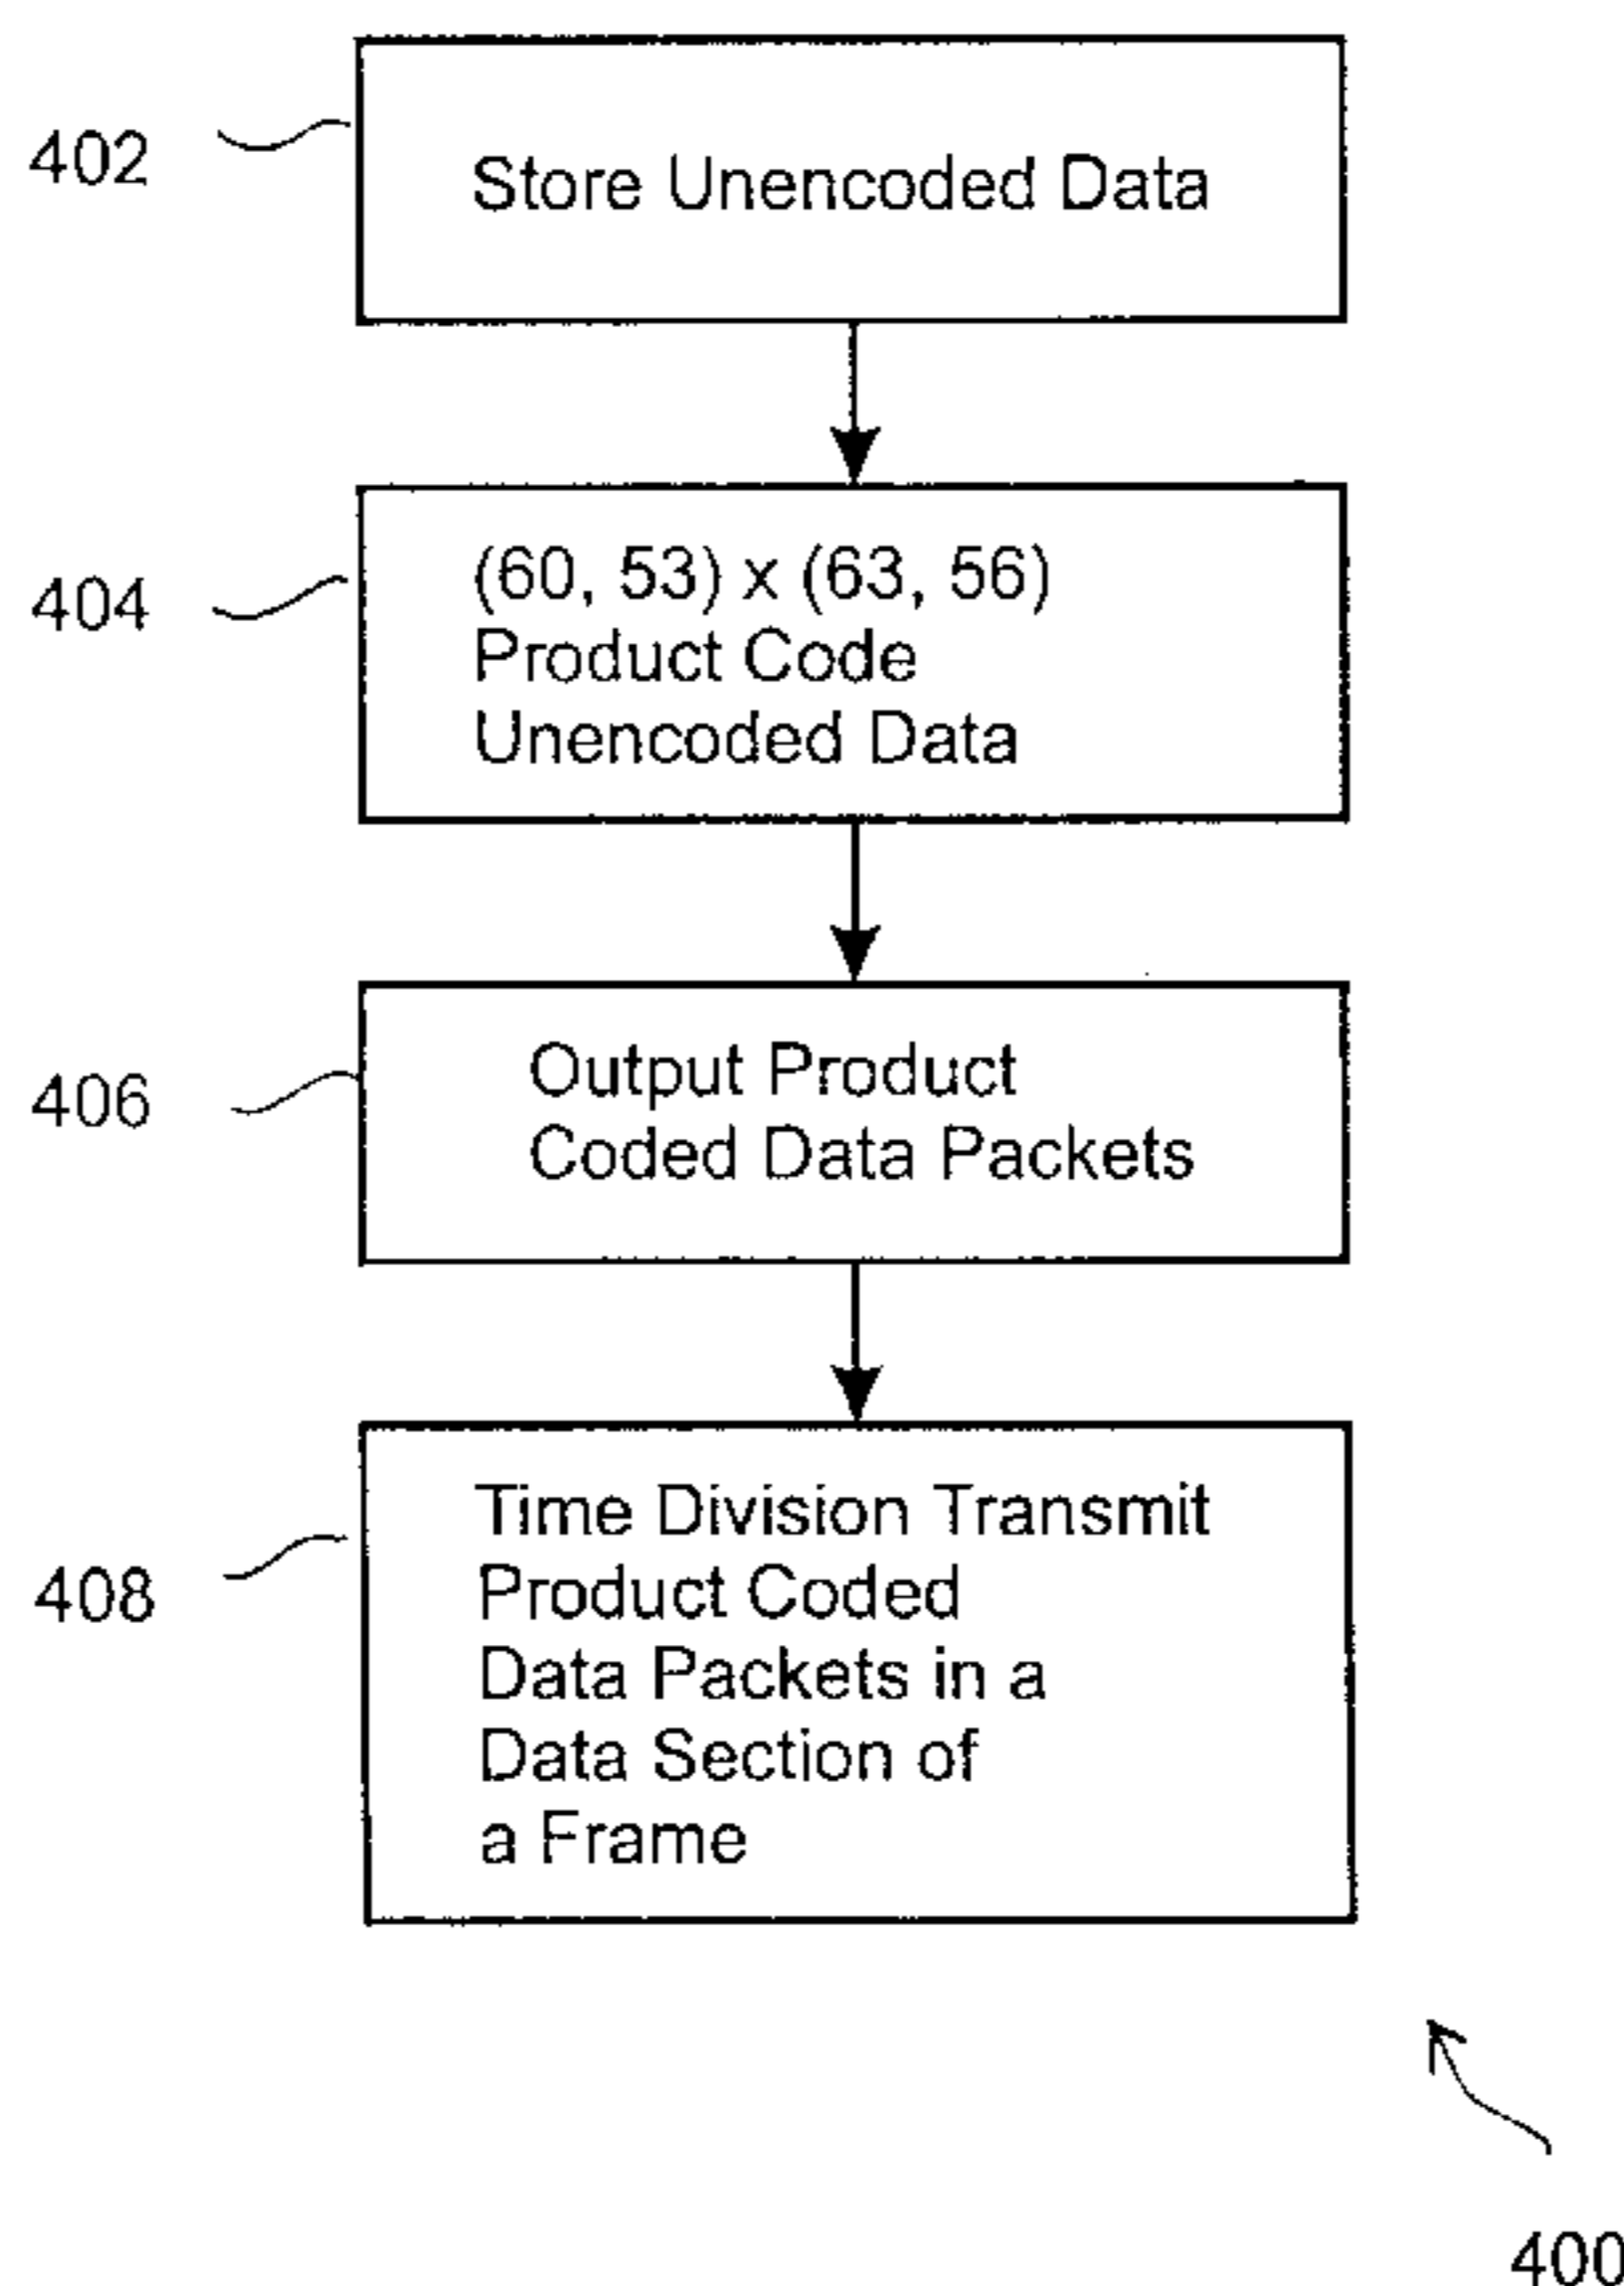 402
Store Unencoded Data
404
(60, 53) x (63, 56)
Product Code
Unencoded Data
406
Output Product
Coded Data Packets
408
Time Division Transmit
Product Coded
Data Packets in a
Data Section of
a Frame
400